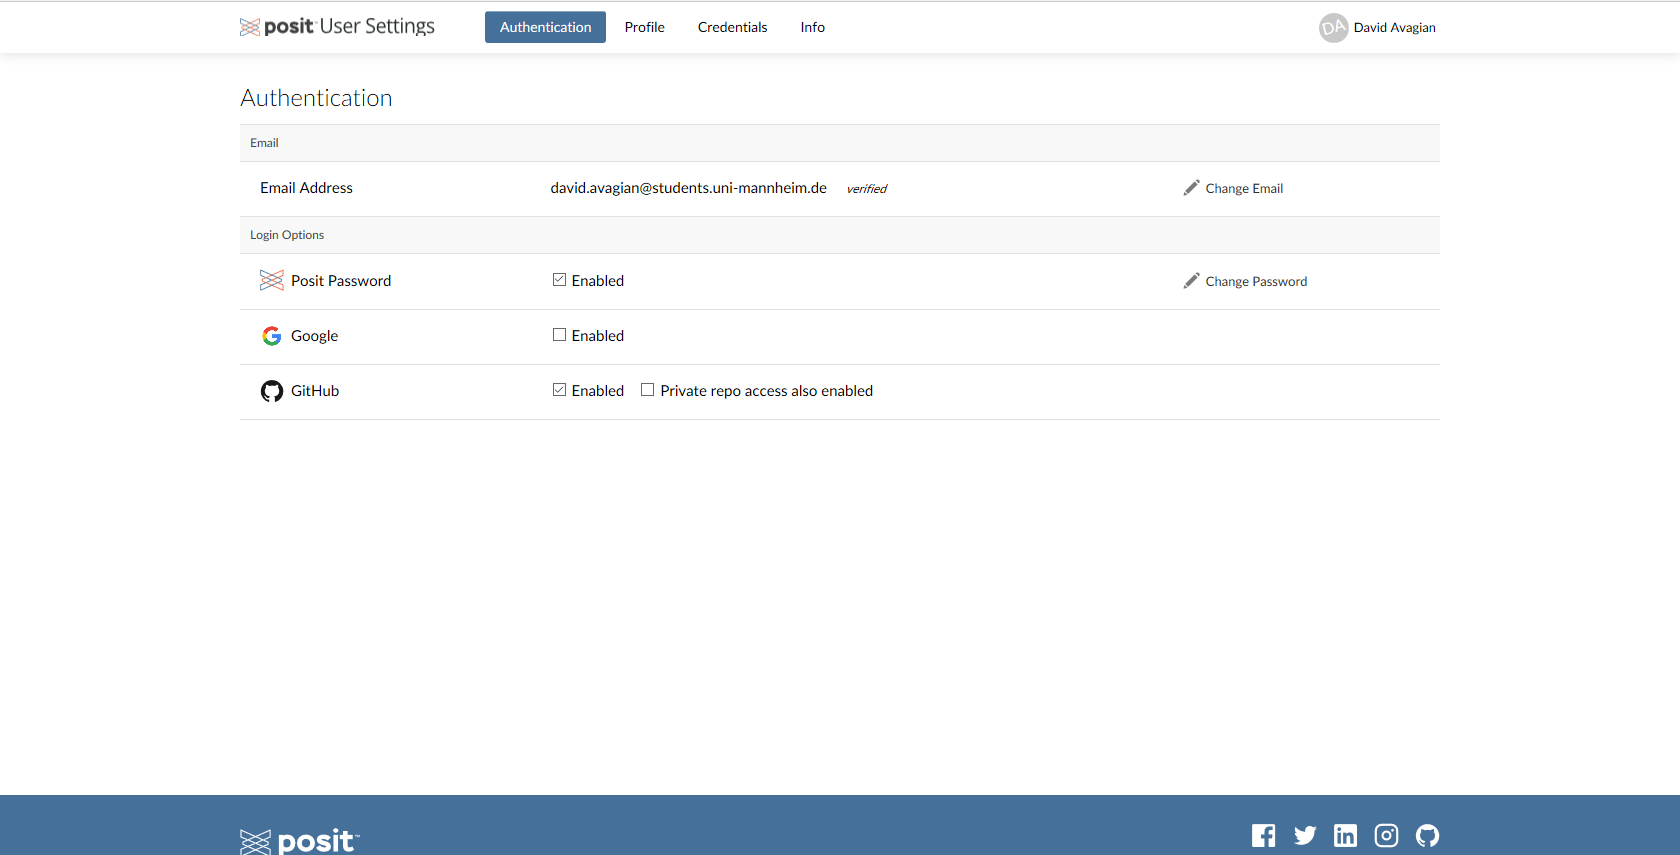 posit User Settings Authentication Profile Credentials Info DA David Avagian
Authentication
Email
Email Address david.avagian@students.uni-mannheim.de verified Change Email
Login Options
Posit Password Enabled Change Password
Google Enabled
GitHub Enabled Private repo access also enabled
posit™